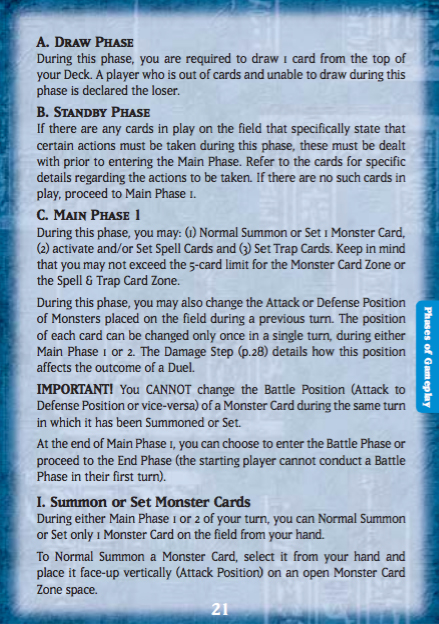 A. Draw Phase
During this phase, you are required to draw 1 card from the top of
your Deck. A player who is out of cards and unable to draw during this
phase is declared the loser.
B. Standby Phase
If there are any cards in play on the field that specifically state that
certain actions must be taken during this phase, these must be dealt
with prior to entering the Main Phase. Refer to the cards for specific
details regarding the actions to be taken. If there are no such cards in
play, proceed to Main Phase 1.
C. Main Phase 1
During this phase, you may: (1) Normal Summon or Set 1 Monster Card,
(2) activate and/or Set Spell Cards and (3) Set Trap Cards. Keep in mind
that you may not exceed the 5-card limit for the Monster Card Zone or
the Spell & Trap Card Zone.
During this phase, you may also change the Attack or Defense Position
of Monsters placed on the field during a previous turn. The position
of each card can be changed only once in a single turn, during either
Main Phase 1 or 2. The Damage Step (p.28) details how this position
affects the outcome of a Duel.
IMPORTANT! You CANNOT change the Battle Position (Attack to
Defense Position or vice-versa) of a Monster Card during the same turn
in which it has been Summoned or Set.
At the end of Main Phase 1, you can choose to enter the Battle Phase or
proceed to the End Phase (the starting player cannot conduct a Battle
Phase in their first turn).
I. Summon or Set Monster Cards
During either Main Phase 1 or 2 of your turn, you can Normal Summon
or Set only 1 Monster Card on the field from your hand.
To Normal Summon a Monster Card, select it from your hand and
place it face-up vertically (Attack Position) on an open Monster Card
Zone space.
Phases of Gameplay
21